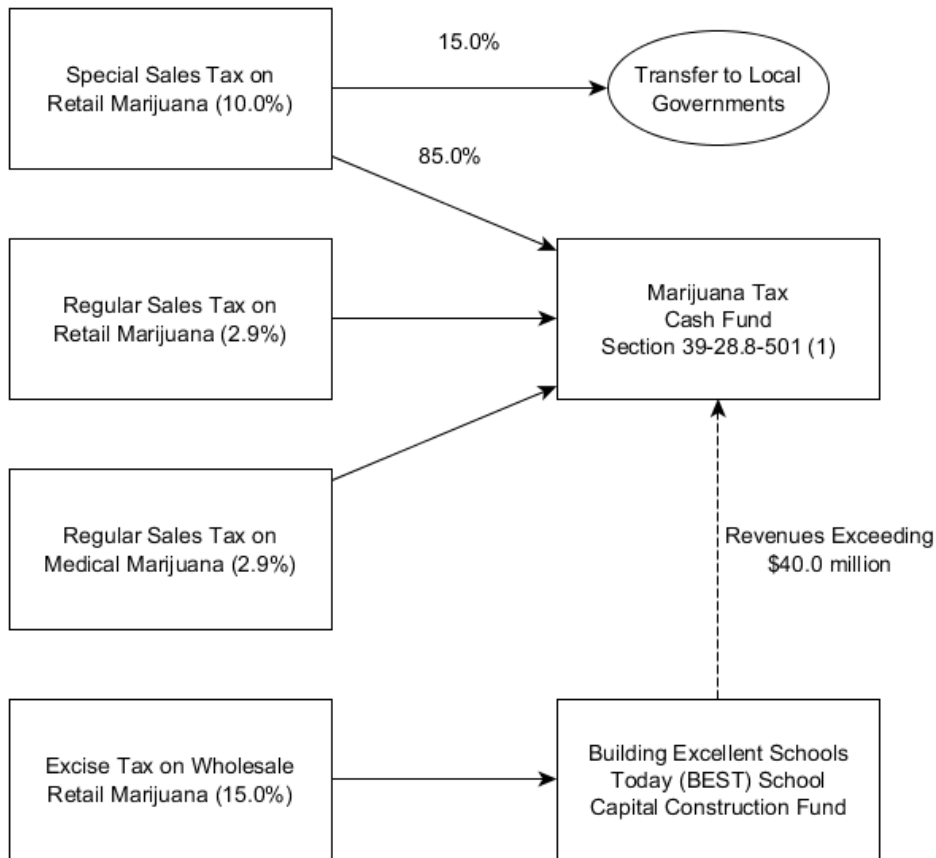 Special Sales Tax on
Retail Marijuana (10.0%)
15.0%
Transfer to Local
Governments
85.0%
Regular Sales Tax on
Retail Marijuana (2.9%)
Marijuana Tax
Cash Fund
Section 39-28.8-501 (1)
Regular Sales Tax on
Medical Marijuana (2.9%)
Revenues Exceeding
$40.0 million
Excise Tax on Wholesale
Retail Marijuana (15.0%)
Building Excellent Schools
Today (BEST) School
Capital Construction Fund